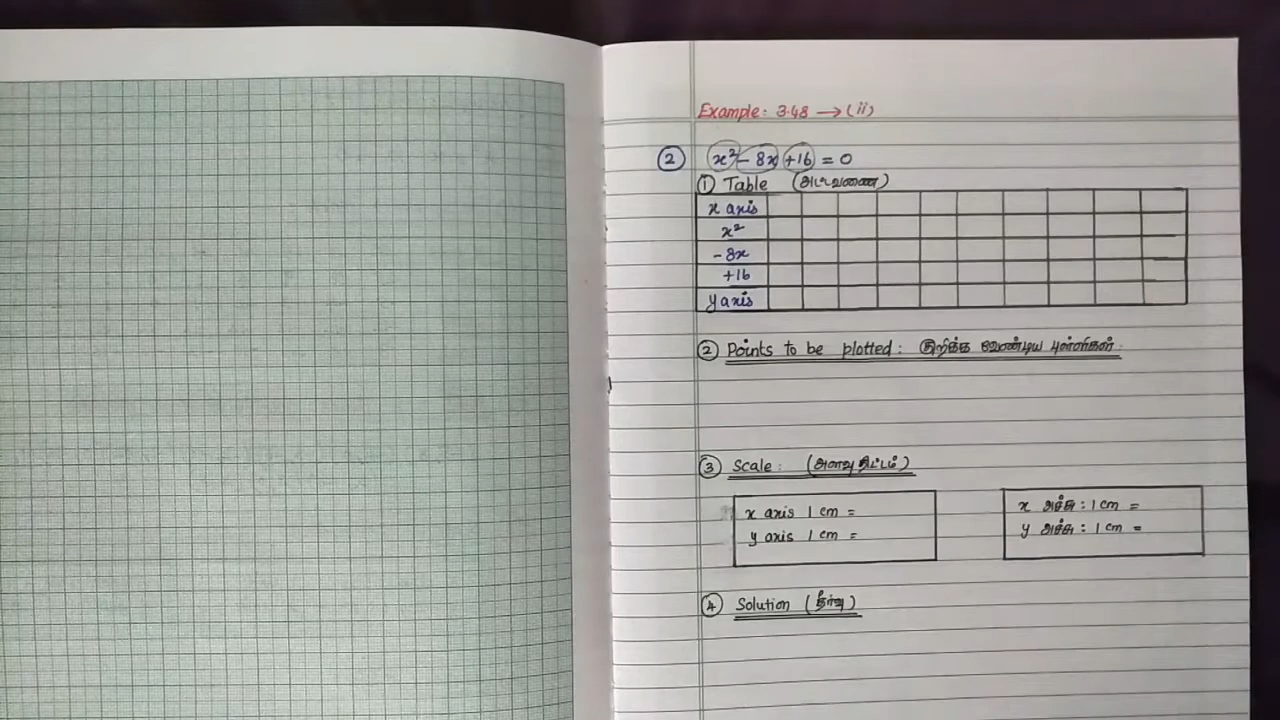 Example: 3.48 → (ii)
② x² - 8x + 16 = 0
① Table (அட்டவணை)
x axis
x²
- 8x
+16
y axis
② Points to be plotted: குறிக்க வேண்டிய புள்ளிகள்.
③ Scale: (அளவு திட்டம்)
x axis 1 cm =
y axis 1 cm =
x அச்சு : 1 cm =
y அச்சு : 1 cm =
④ Solution (தீர்வு)